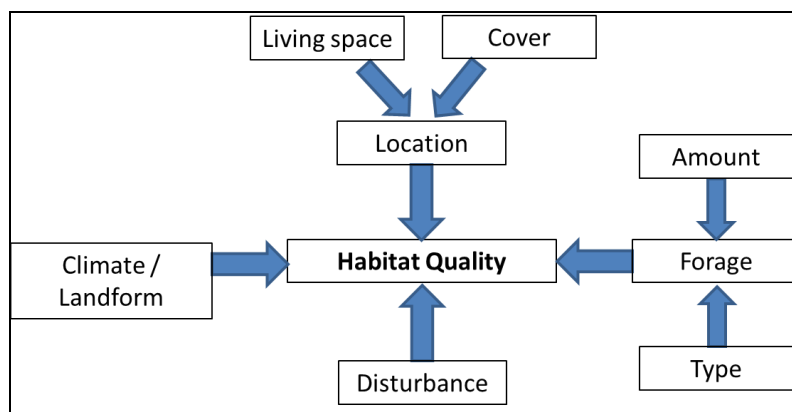 Living space
Cover
Location
Amount
Climate /
Landform
Habitat Quality
Forage
Disturbance
Type